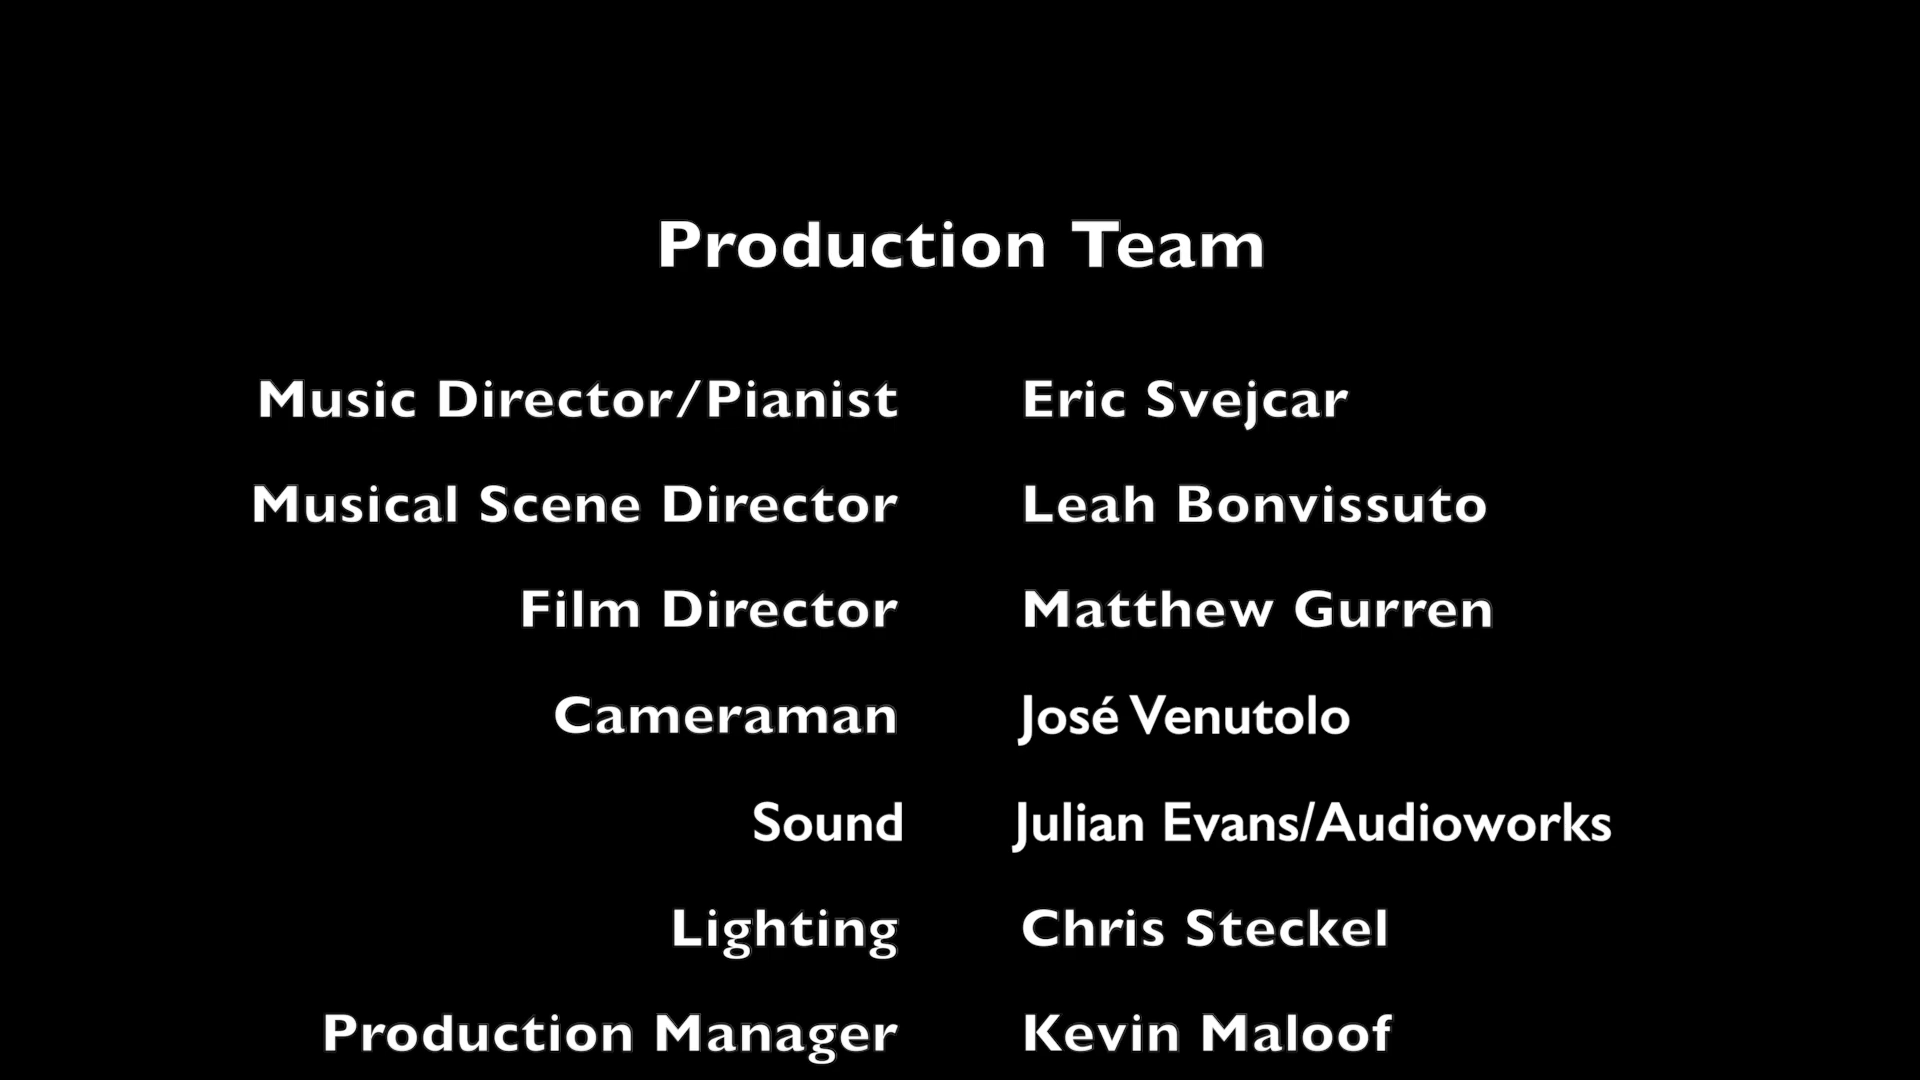 Production Team
Music Director/Pianist Eric Svejcar
Musical Scene Director Leah Bonvissuto
Film Director Matthew Gurren
Cameraman José Venutolo
Sound Julian Evans/Audioworks
Lighting Chris Steckel
Production Manager Kevin Maloof